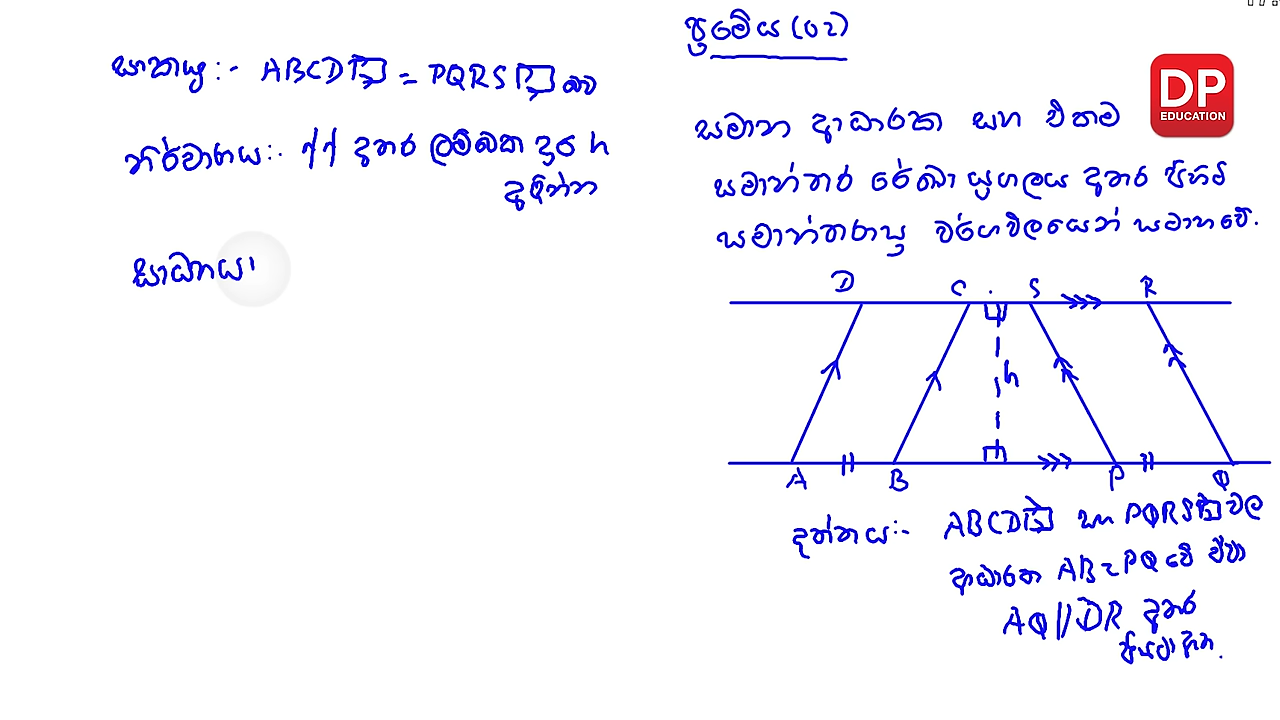 ප්‍රමේය (02)
සමාන ආධාරක සහ එකම
සමාන්තර රේඛා යුගලය අතර පිහිටි
සමාන්තරාස්‍ර වර්ගඵලයෙන් සමානවේ.
D C S R
h
A B P Q
දත්තය:- ABCD▱ සහ PQRS▱ වල
ආධාරක AB = PQ වේ ඒවා
AQ//DR අතර
පිහිටා ඇත.
සා.ක.යු:- ABCD▱ = PQRS▱ බව
නිර්මාණය:- // අතර ලම්බක දුර h
ඇඳින්න
සාධනය:
DP
EDUCATION